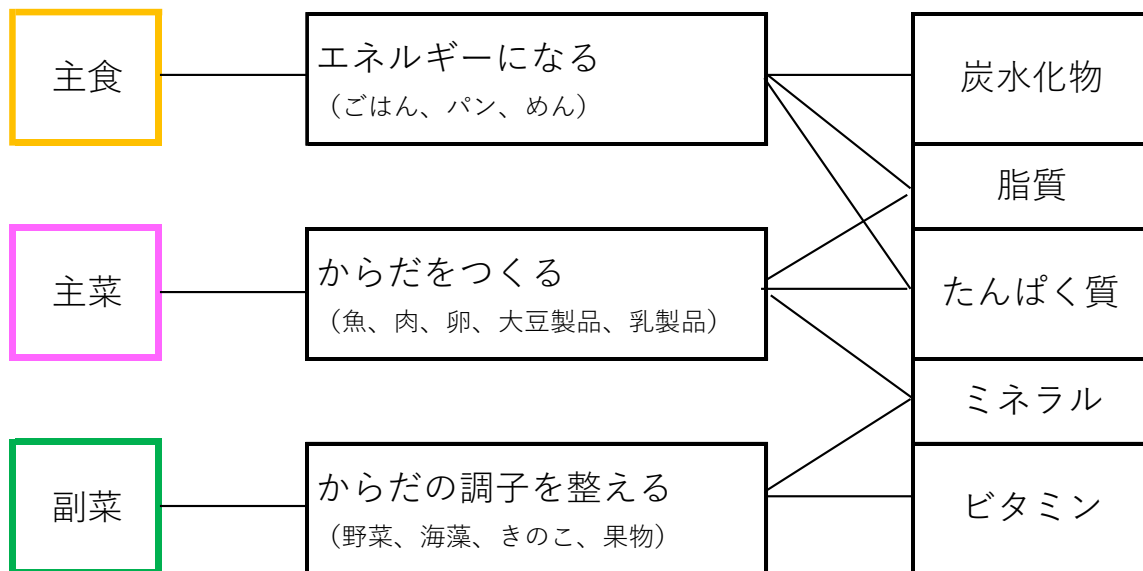 主食
エネルギーになる
（ごはん、パン、めん）
炭水化物
脂質
主菜
からだをつくる
（魚、肉、卵、大豆製品、乳製品）
たんぱく質
ミネラル
副菜
からだの調子を整える
（野菜、海藻、きのこ、果物）
ビタミン